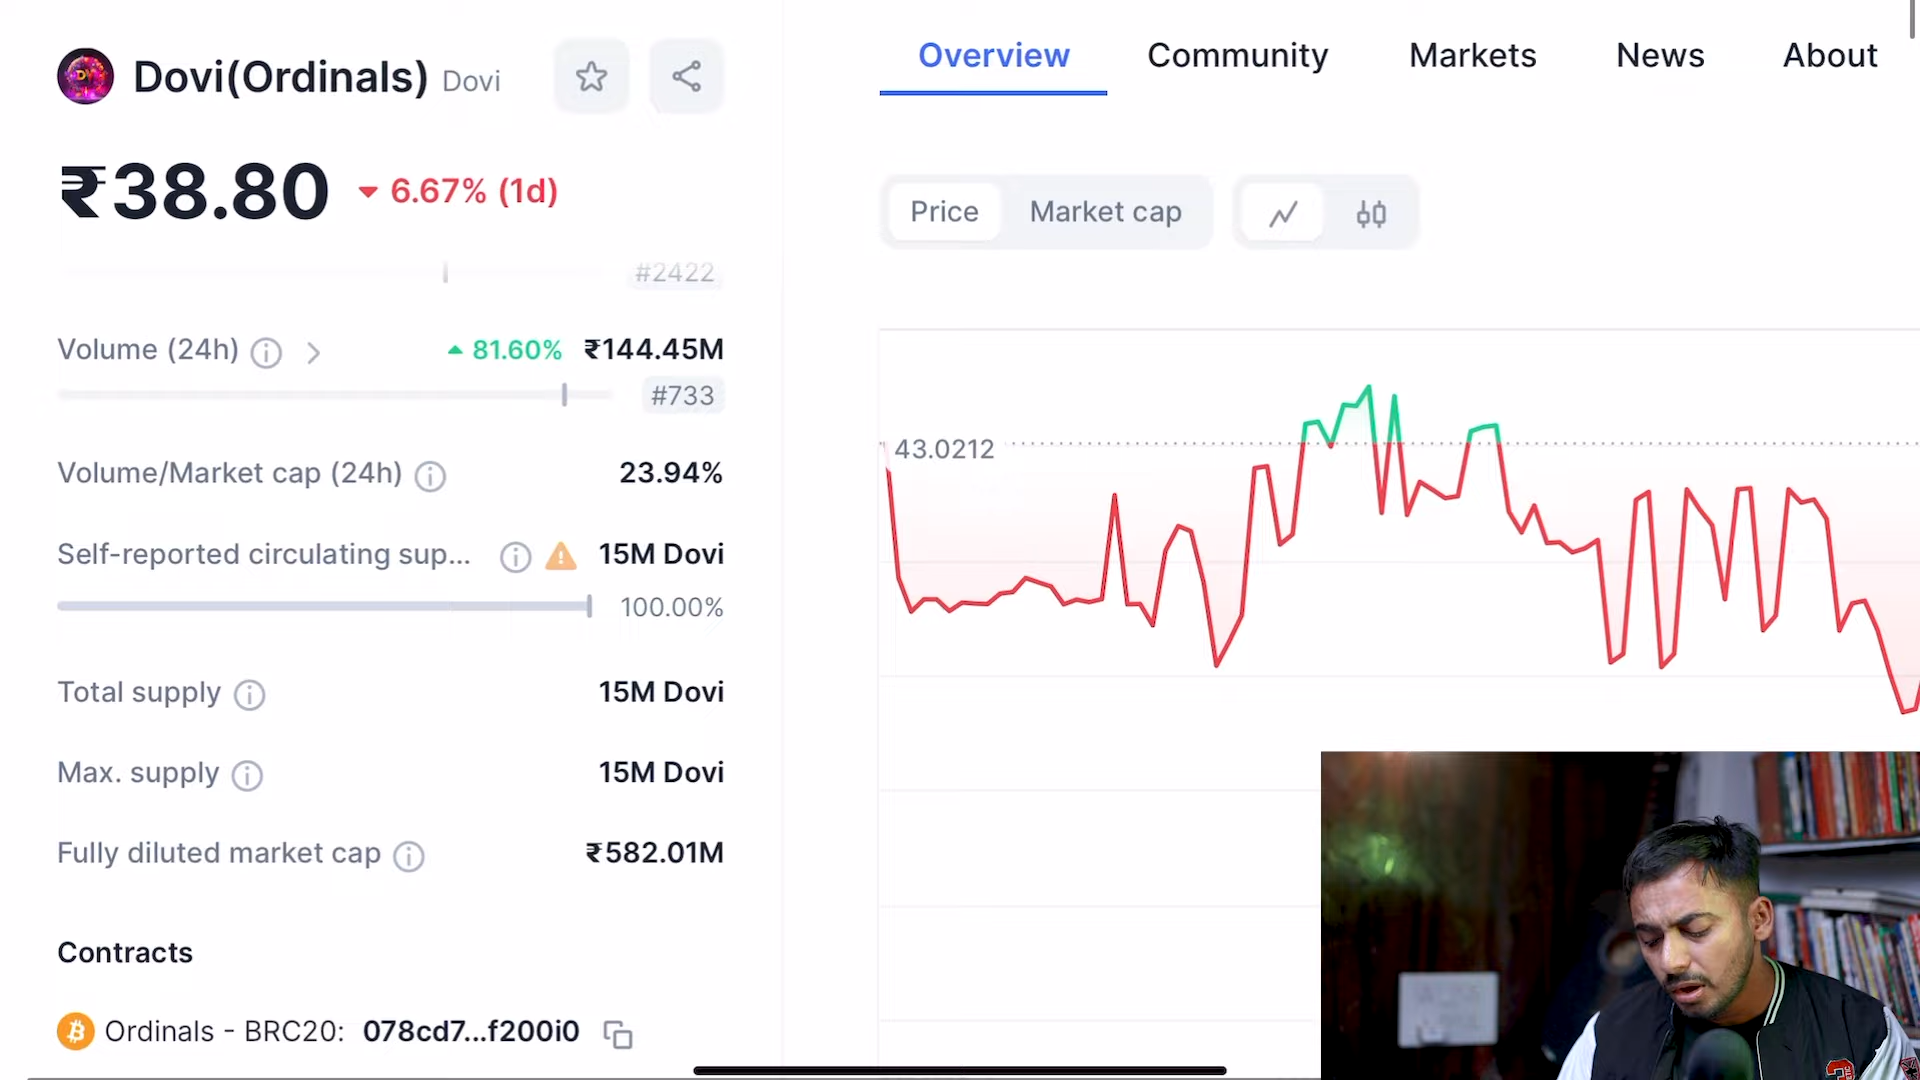 Dovi(Ordinals) Dovi
₹38.80 6.67% (1d)
#2422
Volume (24h) 81.60% ₹144.45M
#733
Volume/Market cap (24h) 23.94%
Self-reported circulating sup... 15M Dovi
100.00%
Total supply 15M Dovi
Max. supply 15M Dovi
Fully diluted market cap ₹582.01M
Contracts
Ordinals - BRC20: 078cd7...f200i0
Overview Community Markets News About
Price Market cap
43.0212